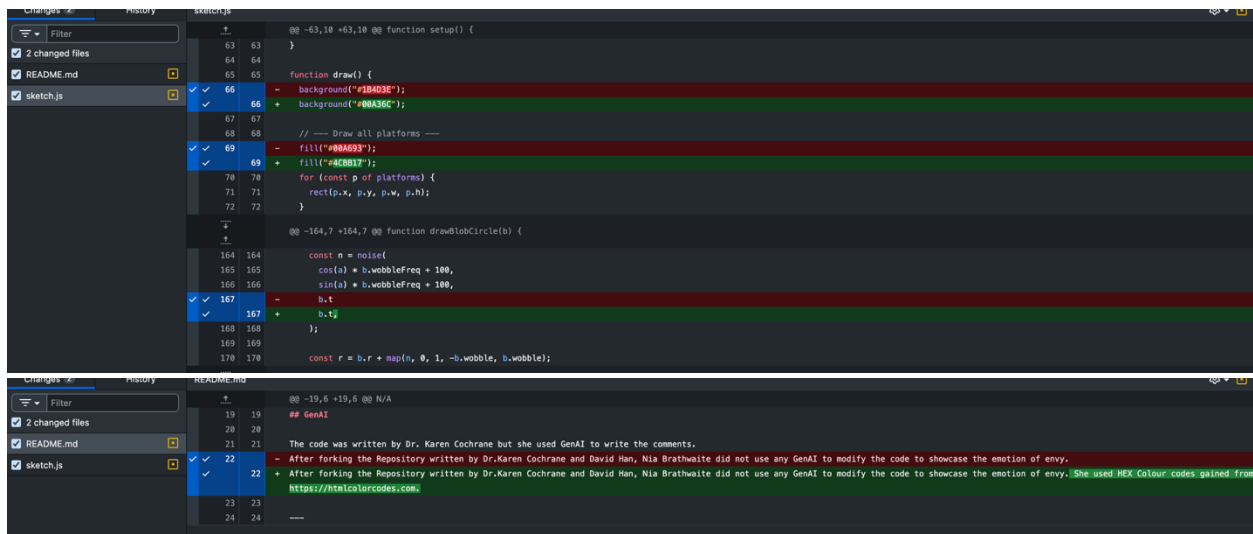 Changes 2 History sketch.js
Filter @@ -63,10 +63,10 @@ function setup() {
63 63 }
2 changed files 64 64
README.md 65 65 function draw() {
sketch.js 66 - background("#1B4D3E");
66 + background("#00A36C");
67 67
68 68 // --- Draw all platforms ---
69 - fill("#00A693");
69 + fill("#4CBB17");
70 70 for (const p of platforms) {
71 71 rect(p.x, p.y, p.w, p.h);
72 72 }
@@ -164,7 +164,7 @@ function drawBlobCircle(b) {
164 164 const n = noise(
165 165 cos(a) * b.wobbleFreq + 100,
166 166 sin(a) * b.wobbleFreq + 100,
167 - b.t
167 + b.t,
168 168 );
169 169
170 170 const r = b.r + map(n, 0, 1, -b.wobble, b.wobble);
Changes 2 History README.md
Filter @@ -19,6 +19,6 @@ N/A
19 19 ## GenAI
2 changed files 20 20
README.md 21 21 The code was written by Dr. Karen Cochrane but she used GenAI to write the comments.
sketch.js 22 - After forking the Repository written by Dr.Karen Cochrane and David Han, Nia Brathwaite did not use any GenAI to modify the code to showcase the emotion of envy.
22 + After forking the Repository written by Dr.Karen Cochrane and David Han, Nia Brathwaite did not use any GenAI to modify the code to showcase the emotion of envy. She used HEX Colour codes gained from
https://htmlcolorcodes.com.
23 23
24 24 ---